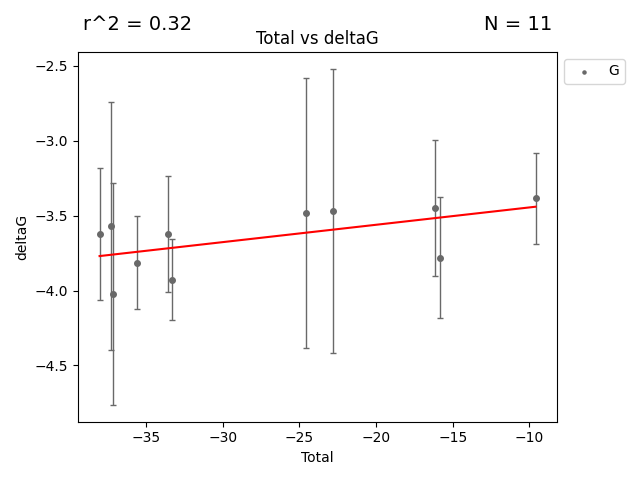 r^2 = 0.32
N = 11
Total vs deltaG
G
−2.5
−3.0
−3.5
−4.0
−4.5
deltaG
−35
−30
−25
−20
−15
−10
Total